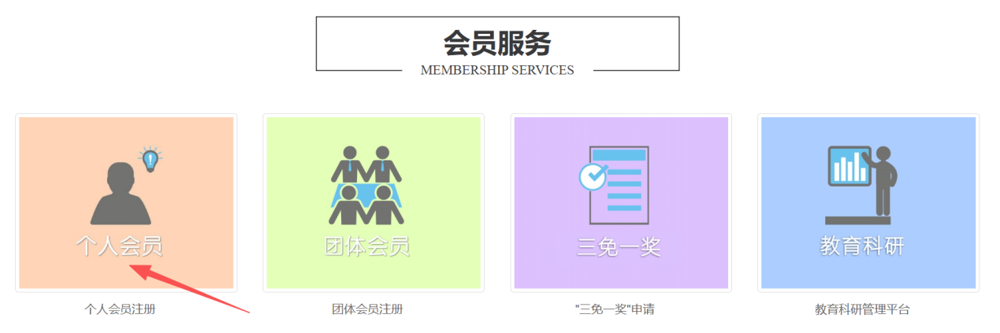 会员服务
MEMBERSHIP SERVICES
个人会员
团体会员
三免一奖
教育科研
个人会员注册
团体会员注册
"三免一奖"申请
教育科研管理平台